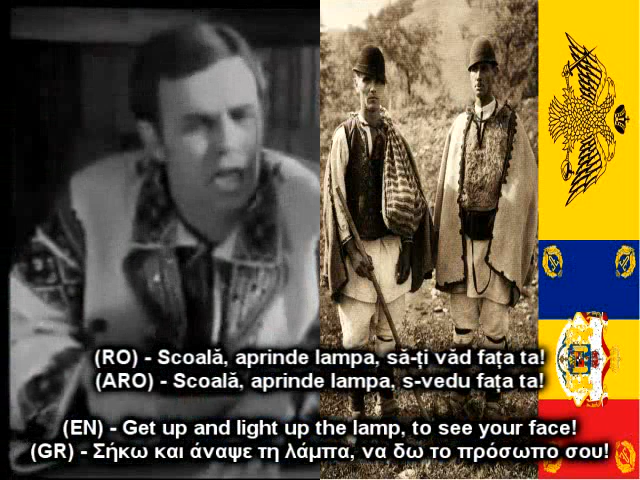 (RO) - Scoală, aprinde lampa, să-ți văd fața ta!
(ARO) - Scoală, aprinde lampa, s-vedu fața ta!
(EN) - Get up and light up the lamp, to see your face!
(GR) - Σήκω και άναψε τη λάμπα, να δω το πρόσωπο σου!